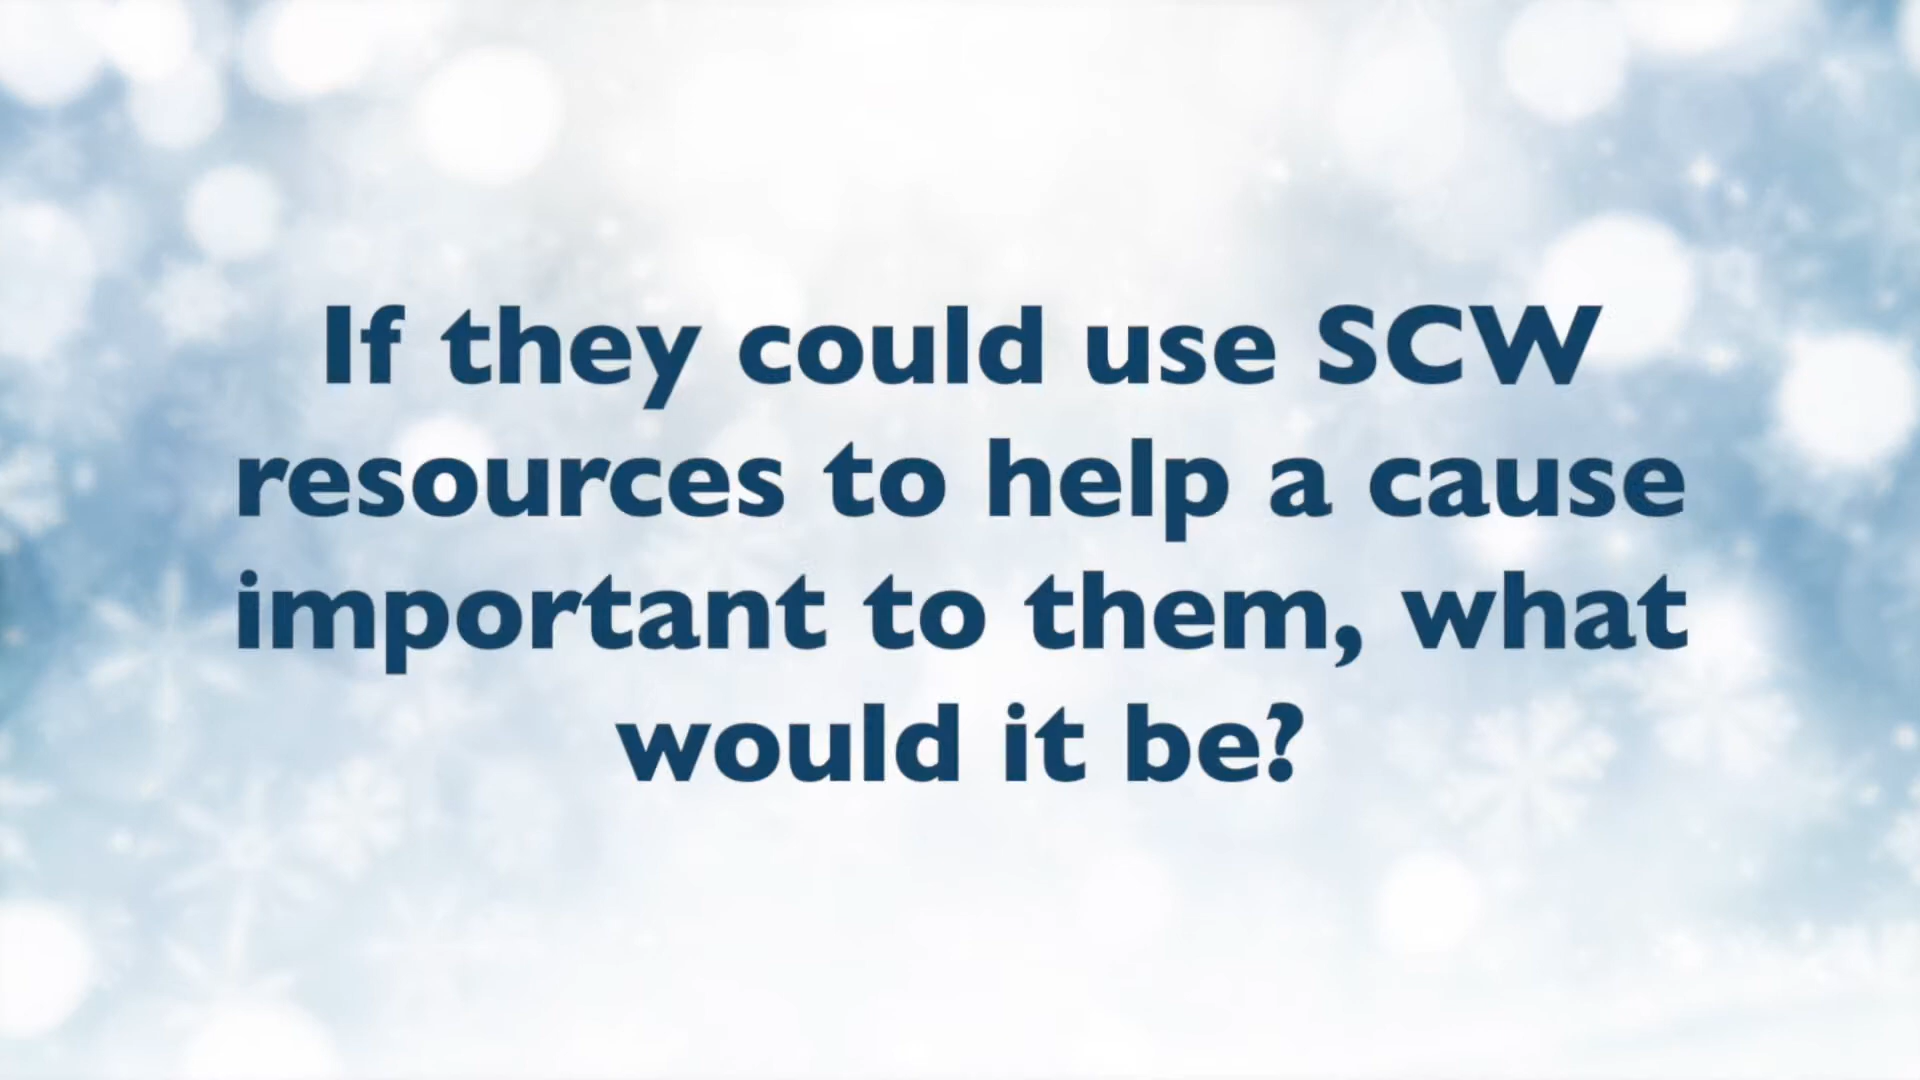 If they could use SCW
resources to help a cause
important to them, what
would it be?